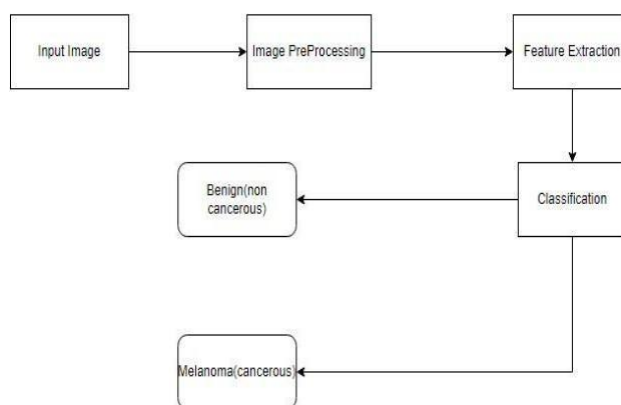 Input Image
Image PreProcessing
Feature Extraction
Benign(non
cancerous)
Classification
Melanoma(cancerous)